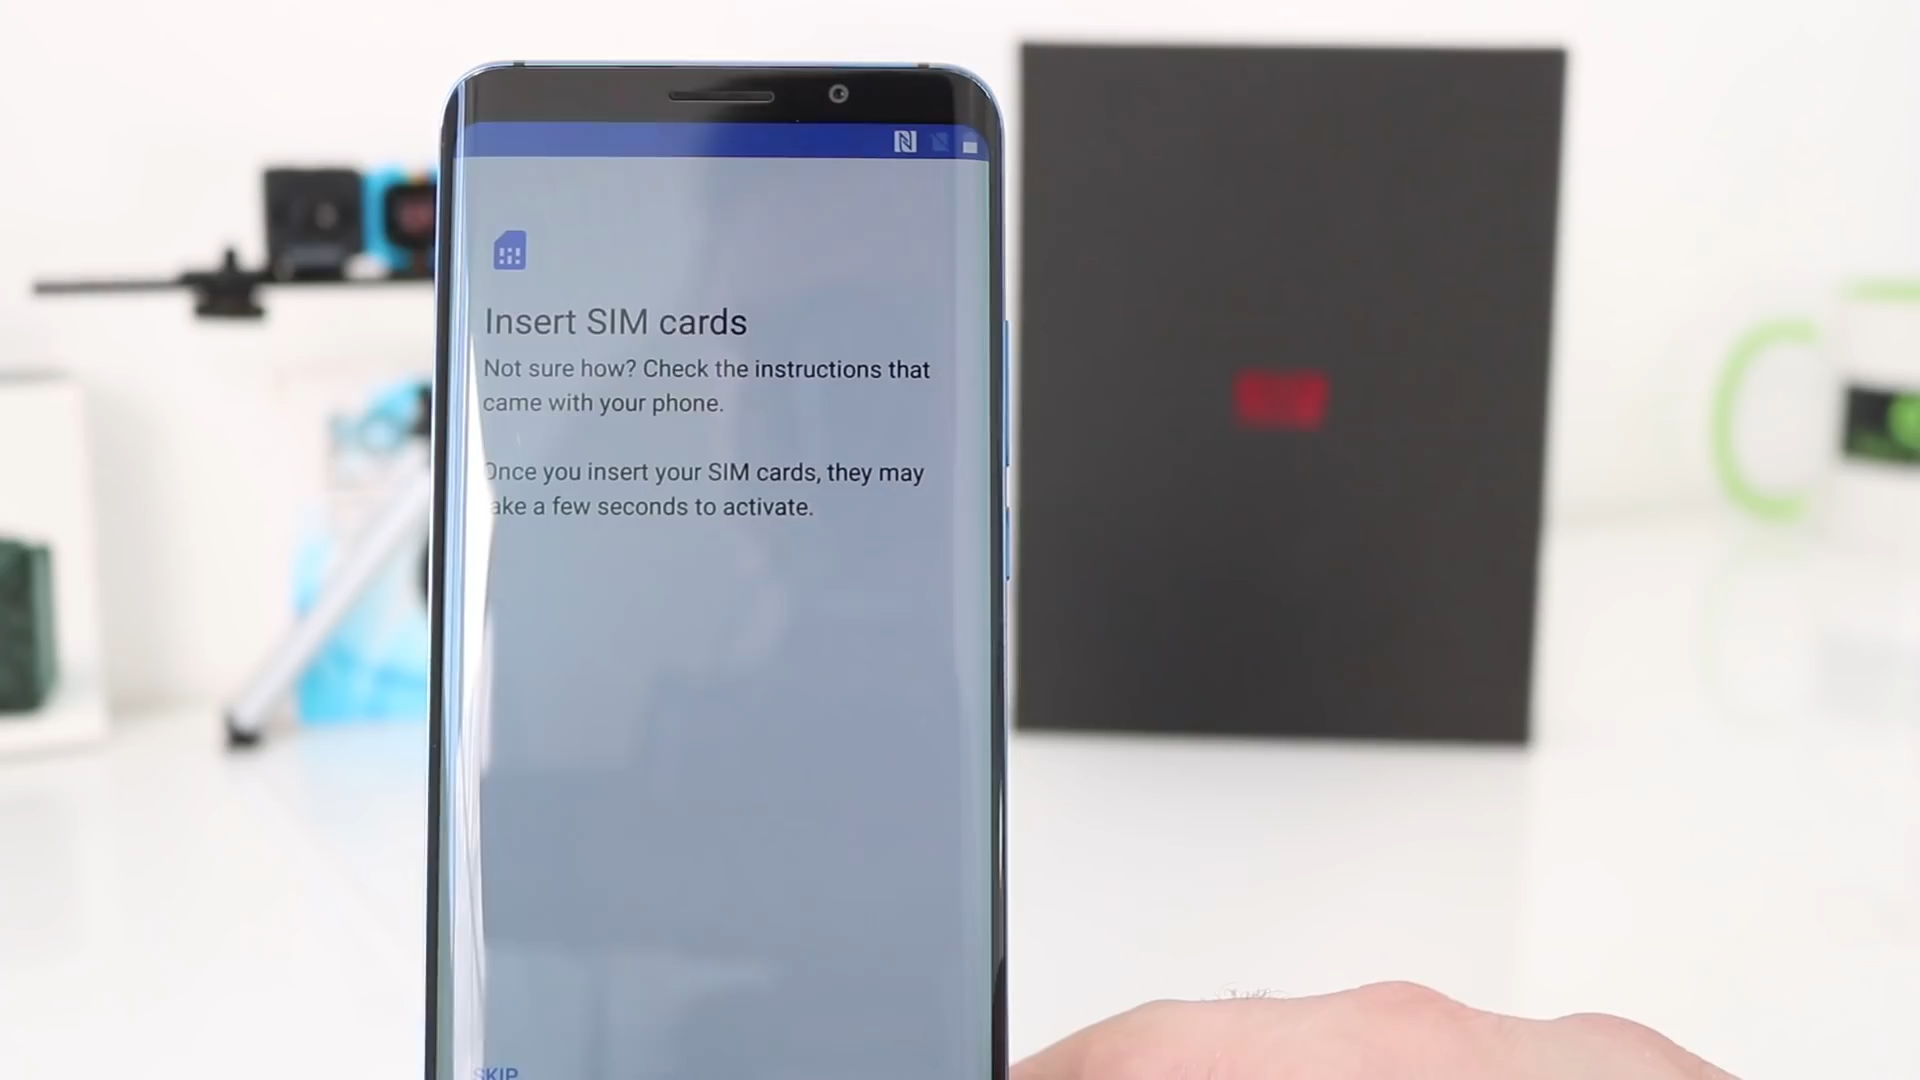 Insert SIM cards
Not sure how? Check the instructions that
came with your phone.
Once you insert your SIM cards, they may
take a few seconds to activate.
SKIP